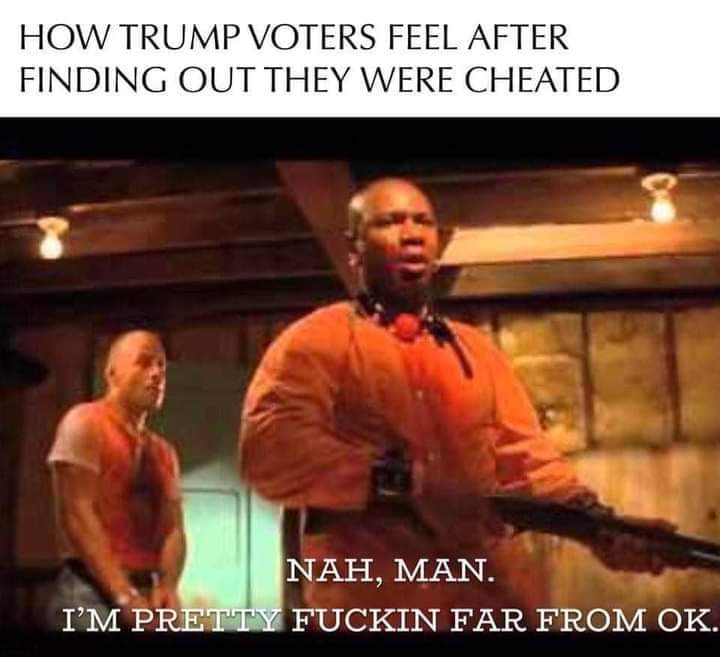 HOW TRUMP VOTERS FEEL AFTER
FINDING OUT THEY WERE CHEATED
NAH, MAN.
I'M PRETTY FUCKIN FAR FROM OK.